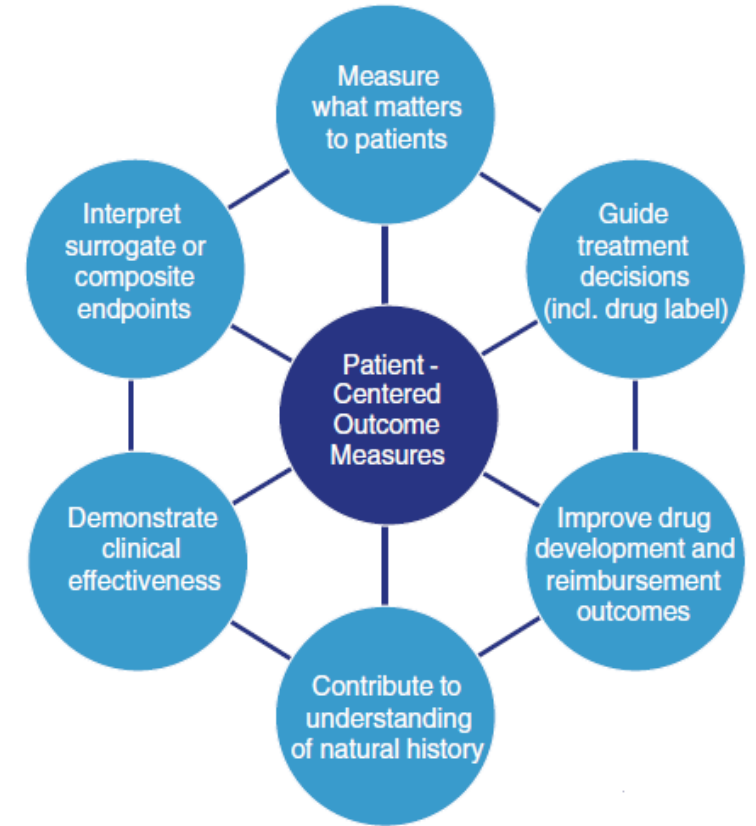 Measure
what matters
to patients
Interpret
surrogate or
composite
endpoints
Guide
treatment
decisions
(incl. drug label)
Patient -
Centered
Outcome
Measures
Demonstrate
clinical
effectiveness
Improve drug
development and
reimbursement
outcomes
Contribute to
understanding
of natural history